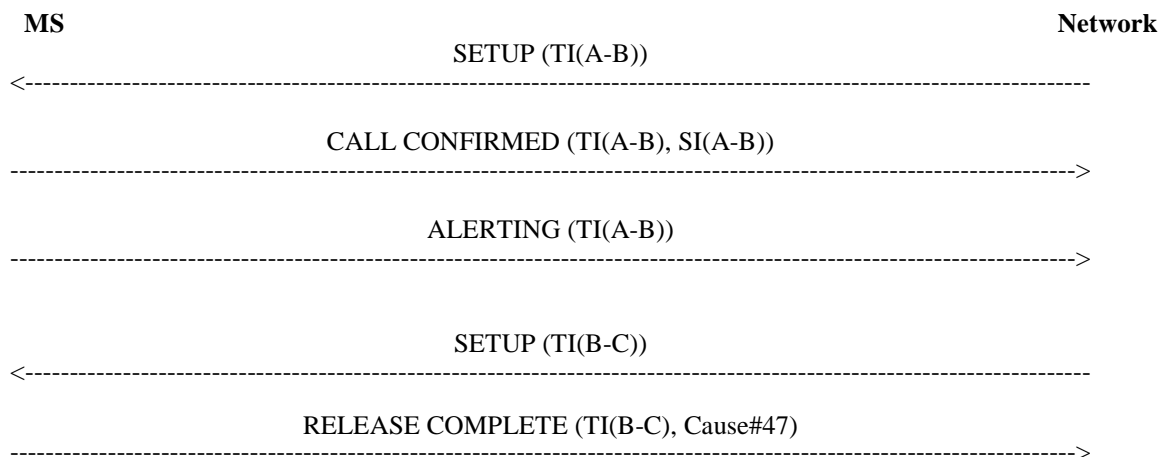 MS Network
SETUP (TI(A-B))
<-----------------------------------------------------------------------------------------------------------------------
CALL CONFIRMED (TI(A-B), SI(A-B))
----------------------------------------------------------------------------------------------------------------------->
ALERTING (TI(A-B))
----------------------------------------------------------------------------------------------------------------------->
SETUP (TI(B-C))
<-----------------------------------------------------------------------------------------------------------------------
RELEASE COMPLETE (TI(B-C), Cause#47)
----------------------------------------------------------------------------------------------------------------------->